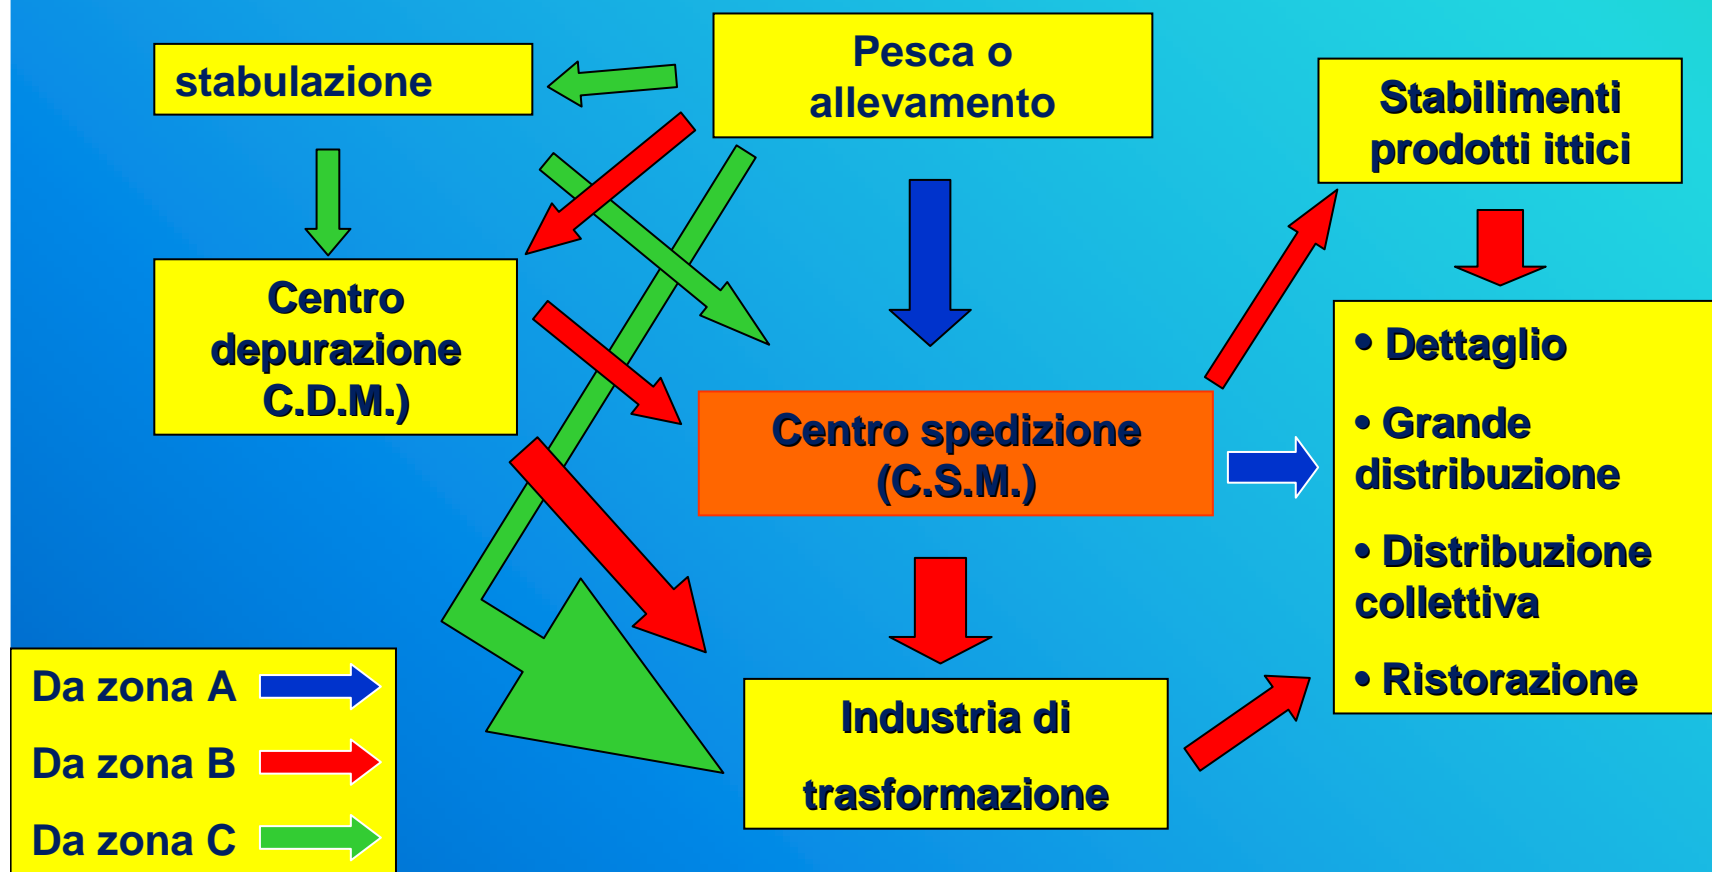 stabulazione
Pesca o
allevamento
Stabilimenti
prodotti ittici
Centro
depurazione
C.D.M.)
Centro spedizione
(C.S.M.)
• Dettaglio
• Grande
distribuzione
• Distribuzione
collettiva
• Ristorazione
Industria di
trasformazione
Da zona A
Da zona B
Da zona C